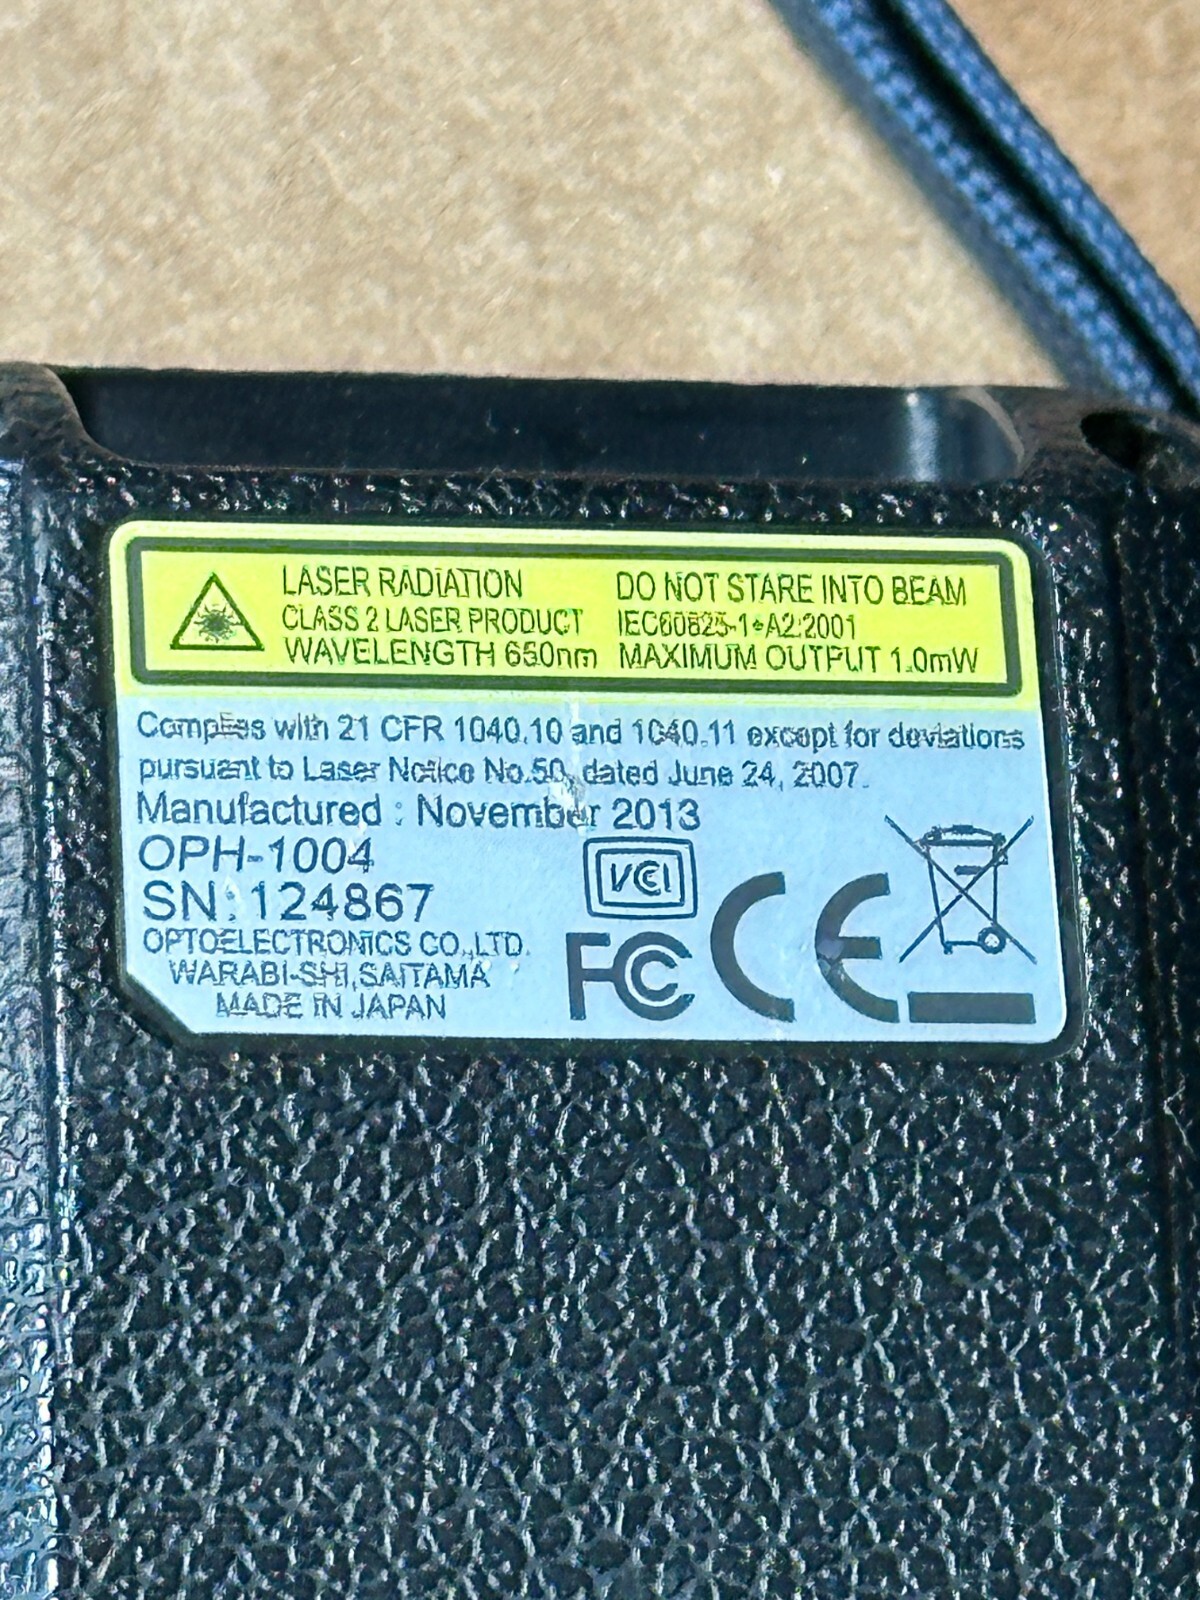 LASER RADIATION
CLASS 2 LASER PRODUCT
WAVELENGTH 650nm
DO NOT STARE INTO BEAM
IEC60825-1+A2:2001
MAXIMUM OUTPUT 1.0mW
Complies with 21 CFR 1040.10 and 1040.11 except for deviations
pursuant to Laser Notice No.50, dated June 24, 2007.
Manufactured : November 2013
OPH-1004
SN : 124867
OPTOELECTRONICS CO.,LTD.
WARABI-SHI,SAITAMA
MADE IN JAPAN
VCI
FC
CE